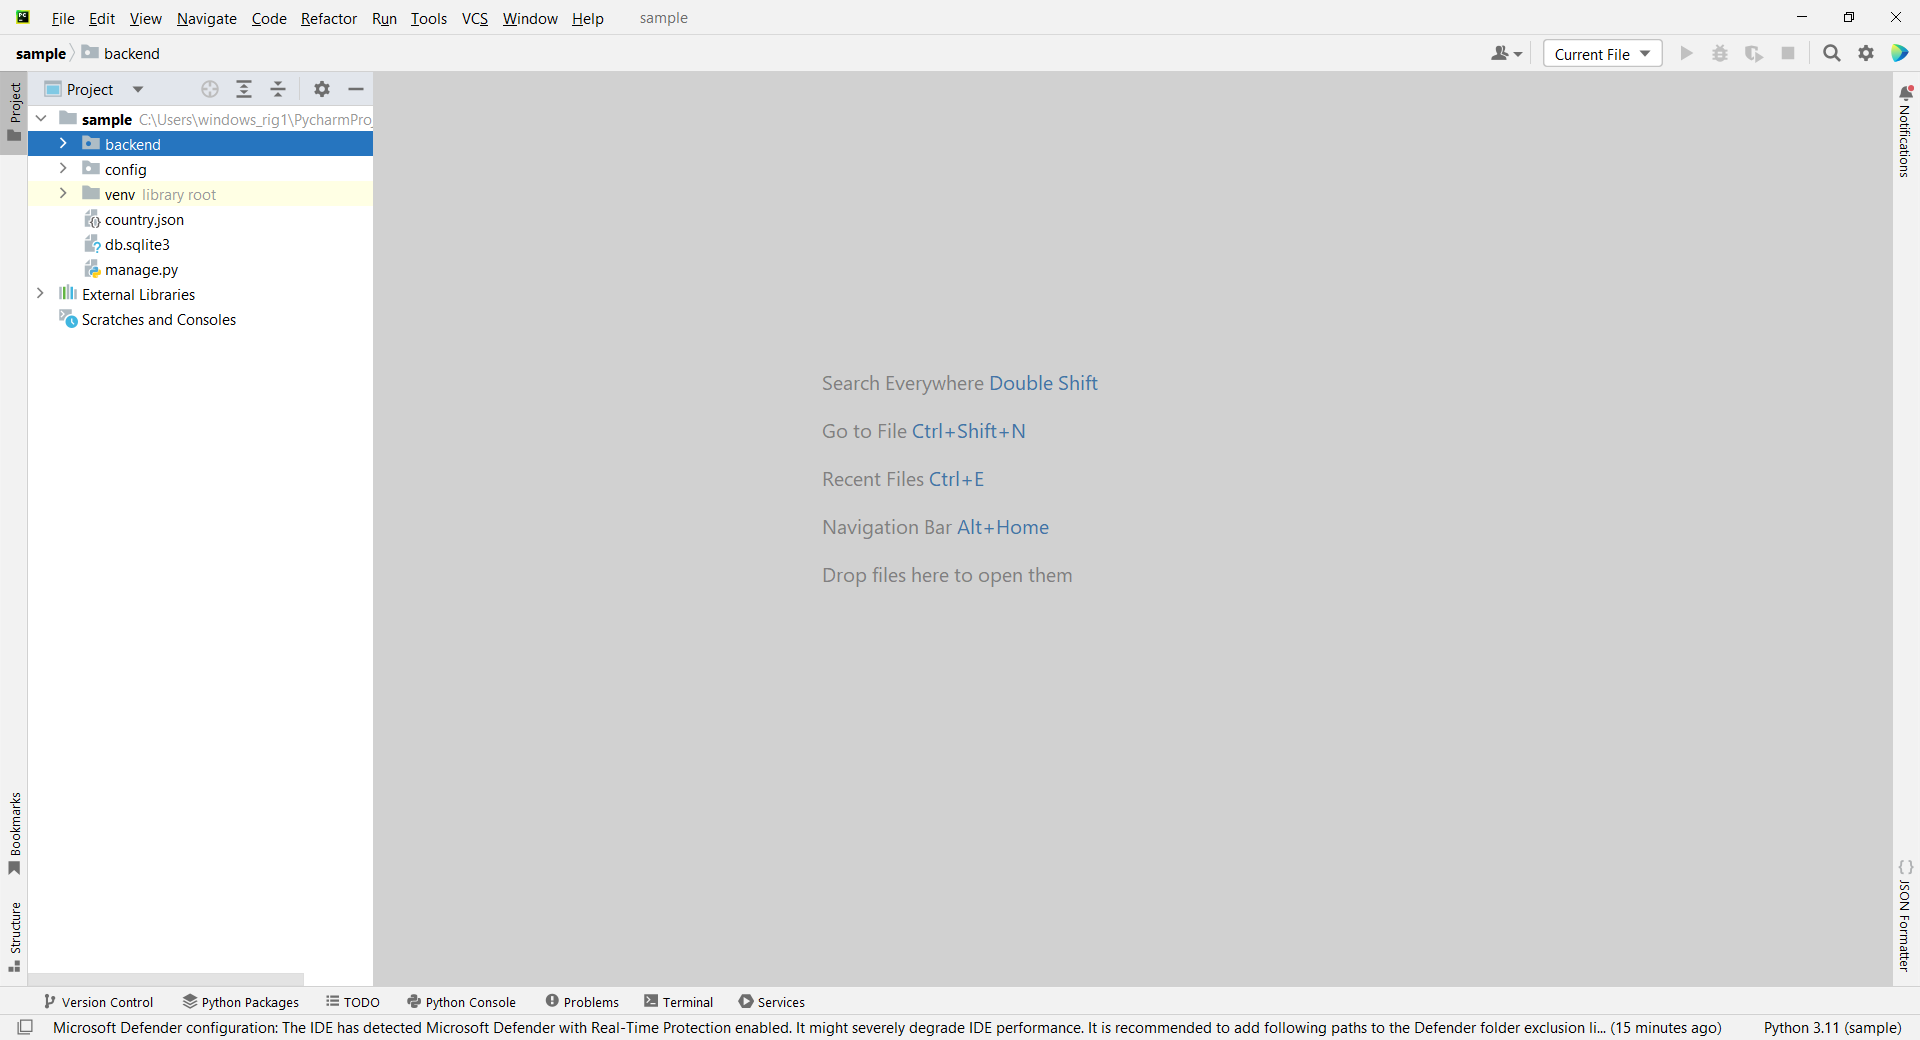 File Edit View Navigate Code Refactor Run Tools VCS Window Help sample
sample backend
Current File
Project
sample C:\Users\windows_rig1\PycharmPro
backend
config
venv library root
country.json
db.sqlite3
manage.py
External Libraries
Scratches and Consoles
Project
Bookmarks
Structure
Search Everywhere Double Shift
Go to File Ctrl+Shift+N
Recent Files Ctrl+E
Navigation Bar Alt+Home
Drop files here to open them
Notifications
JSON Formatter
Version Control Python Packages TODO Python Console Problems Terminal Services
Microsoft Defender configuration: The IDE has detected Microsoft Defender with Real-Time Protection enabled. It might severely degrade IDE performance. It is recommended to add following paths to the Defender folder exclusion li... (15 minutes ago) Python 3.11 (sample)